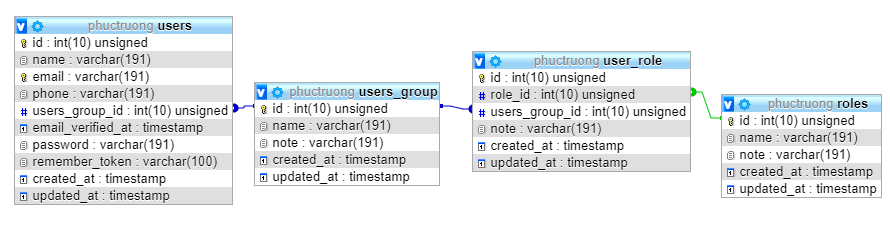 phuctruong users
id : int(10) unsigned
name : varchar(191)
email : varchar(191)
phone : varchar(191)
# users_group_id : int(10) unsigned
email_verified_at : timestamp
password : varchar(191)
remember_token : varchar(100)
created_at : timestamp
updated_at : timestamp
phuctruong users_group
id : int(10) unsigned
name : varchar(191)
note : varchar(191)
created_at : timestamp
updated_at : timestamp
phuctruong user_role
id : int(10) unsigned
# role_id : int(10) unsigned
# users_group_id : int(10) unsigned
note : varchar(191)
created_at : timestamp
updated_at : timestamp
phuctruong roles
id : int(10) unsigned
name : varchar(191)
note : varchar(191)
created_at : timestamp
updated_at : timestamp